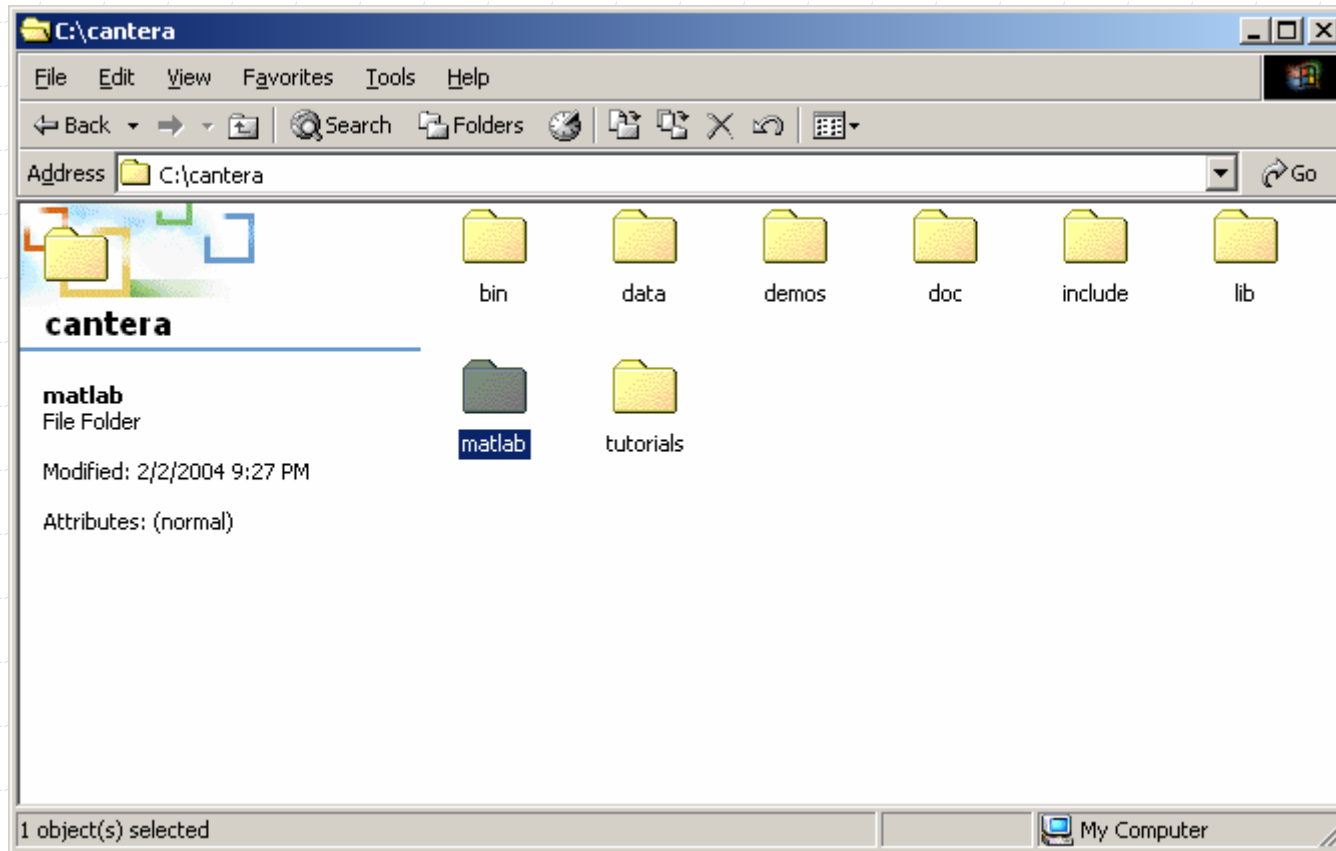 C:\cantera
File Edit View Favorites Tools Help
Back Search Folders
Address C:\cantera Go
bin data demos doc include lib
cantera
matlab
File Folder
matlab tutorials
Modified: 2/2/2004 9:27 PM
Attributes: (normal)
1 object(s) selected My Computer